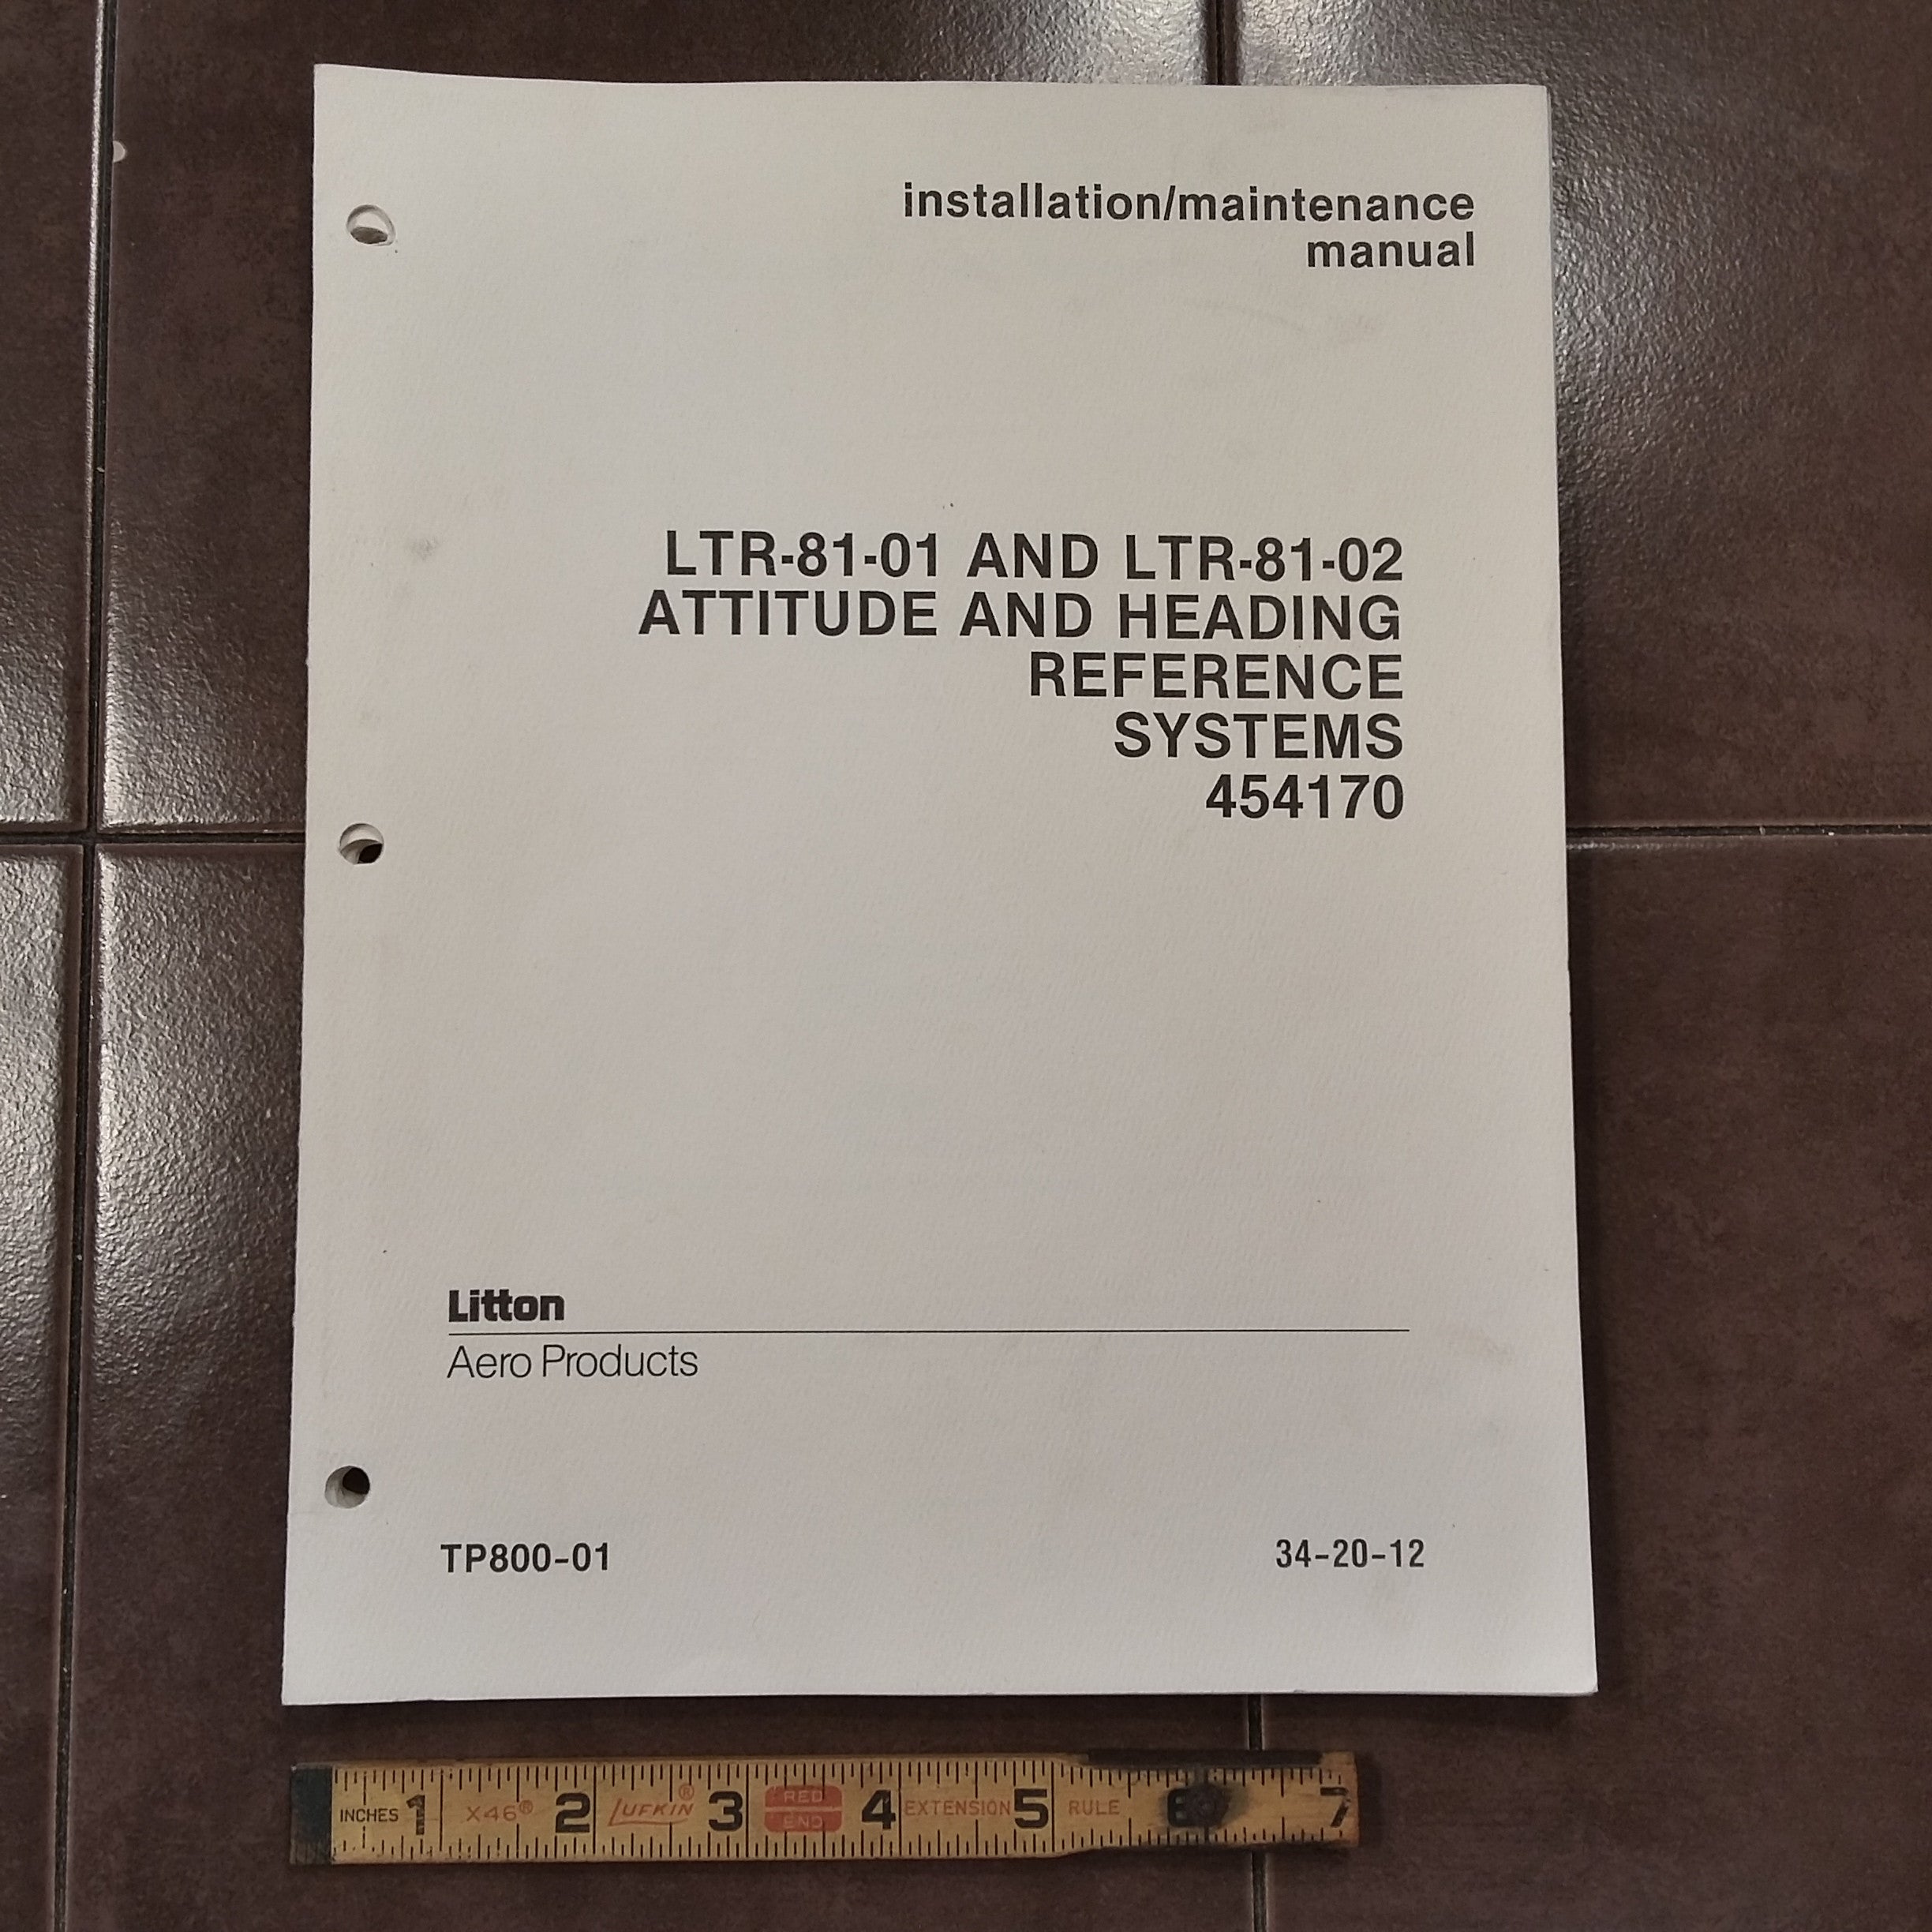 installation/maintenance
manual
LTR-81-01 AND LTR-81-02
ATTITUDE AND HEADING
REFERENCE
SYSTEMS
454170
Litton
Aero Products
TP800-01
34-20-12
INCHES 1 X46® 2 LUFKIN® 3 RED END 4 EXTENSION 5 RULE 6 7